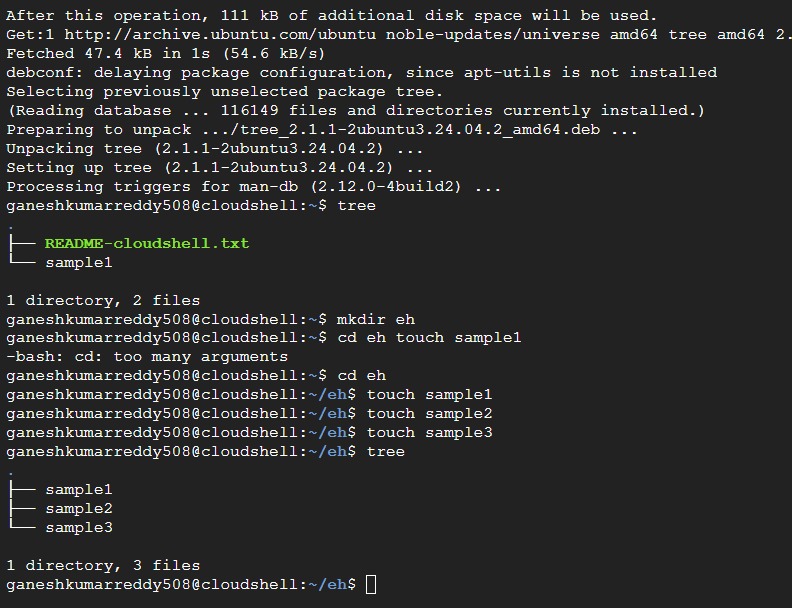 After this operation, 111 kB of additional disk space will be used.
Get:1 http://archive.ubuntu.com/ubuntu noble-updates/universe amd64 tree amd64 2.
Fetched 47.4 kB in 1s (54.6 kB/s)
debconf: delaying package configuration, since apt-utils is not installed
Selecting previously unselected package tree.
(Reading database ... 116149 files and directories currently installed.)
Preparing to unpack .../tree_2.1.1-2ubuntu3.24.04.2_amd64.deb ...
Unpacking tree (2.1.1-2ubuntu3.24.04.2) ...
Setting up tree (2.1.1-2ubuntu3.24.04.2) ...
Processing triggers for man-db (2.12.0-4build2) ...
ganeshkumarreddy508@cloudshell:~$ tree
.
├── README-cloudshell.txt
└── sample1

1 directory, 2 files
ganeshkumarreddy508@cloudshell:~$ mkdir eh
ganeshkumarreddy508@cloudshell:~$ cd eh touch sample1
-bash: cd: too many arguments
ganeshkumarreddy508@cloudshell:~$ cd eh
ganeshkumarreddy508@cloudshell:~/eh$ touch sample1
ganeshkumarreddy508@cloudshell:~/eh$ touch sample2
ganeshkumarreddy508@cloudshell:~/eh$ touch sample3
ganeshkumarreddy508@cloudshell:~/eh$ tree
.
├── sample1
├── sample2
└── sample3

1 directory, 3 files
ganeshkumarreddy508@cloudshell:~/eh$